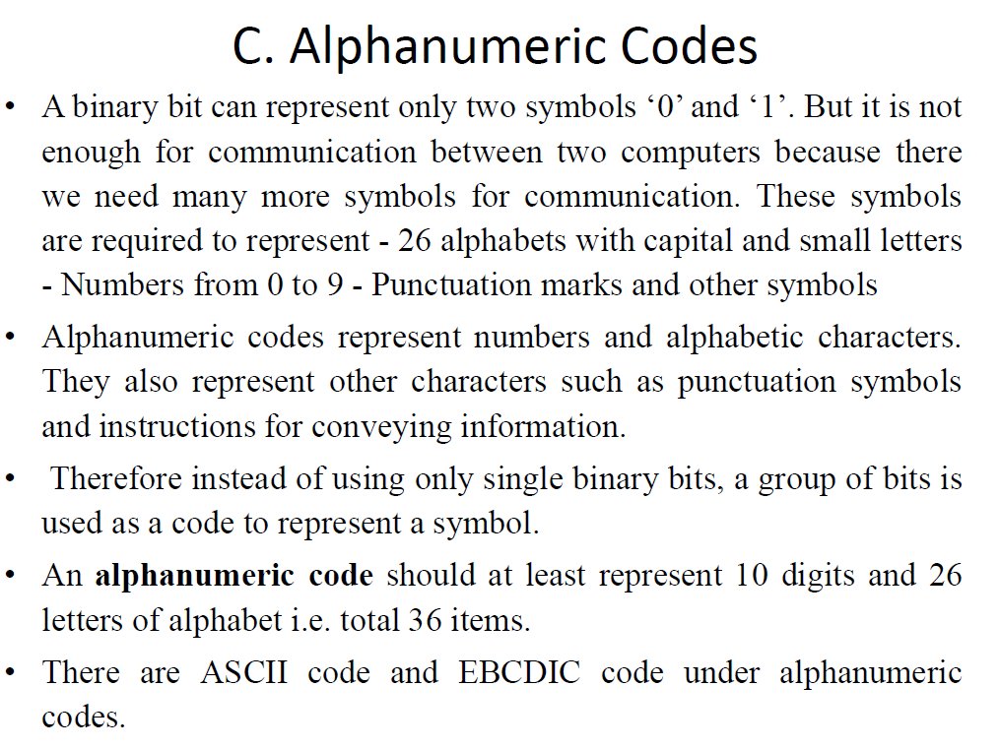 C. Alphanumeric Codes
• A binary bit can represent only two symbols ‘0’ and ‘1’. But it is not
enough for communication between two computers because there
we need many more symbols for communication. These symbols
are required to represent - 26 alphabets with capital and small letters
- Numbers from 0 to 9 - Punctuation marks and other symbols
• Alphanumeric codes represent numbers and alphabetic characters.
They also represent other characters such as punctuation symbols
and instructions for conveying information.
• Therefore instead of using only single binary bits, a group of bits is
used as a code to represent a symbol.
• An alphanumeric code should at least represent 10 digits and 26
letters of alphabet i.e. total 36 items.
• There are ASCII code and EBCDIC code under alphanumeric
codes.